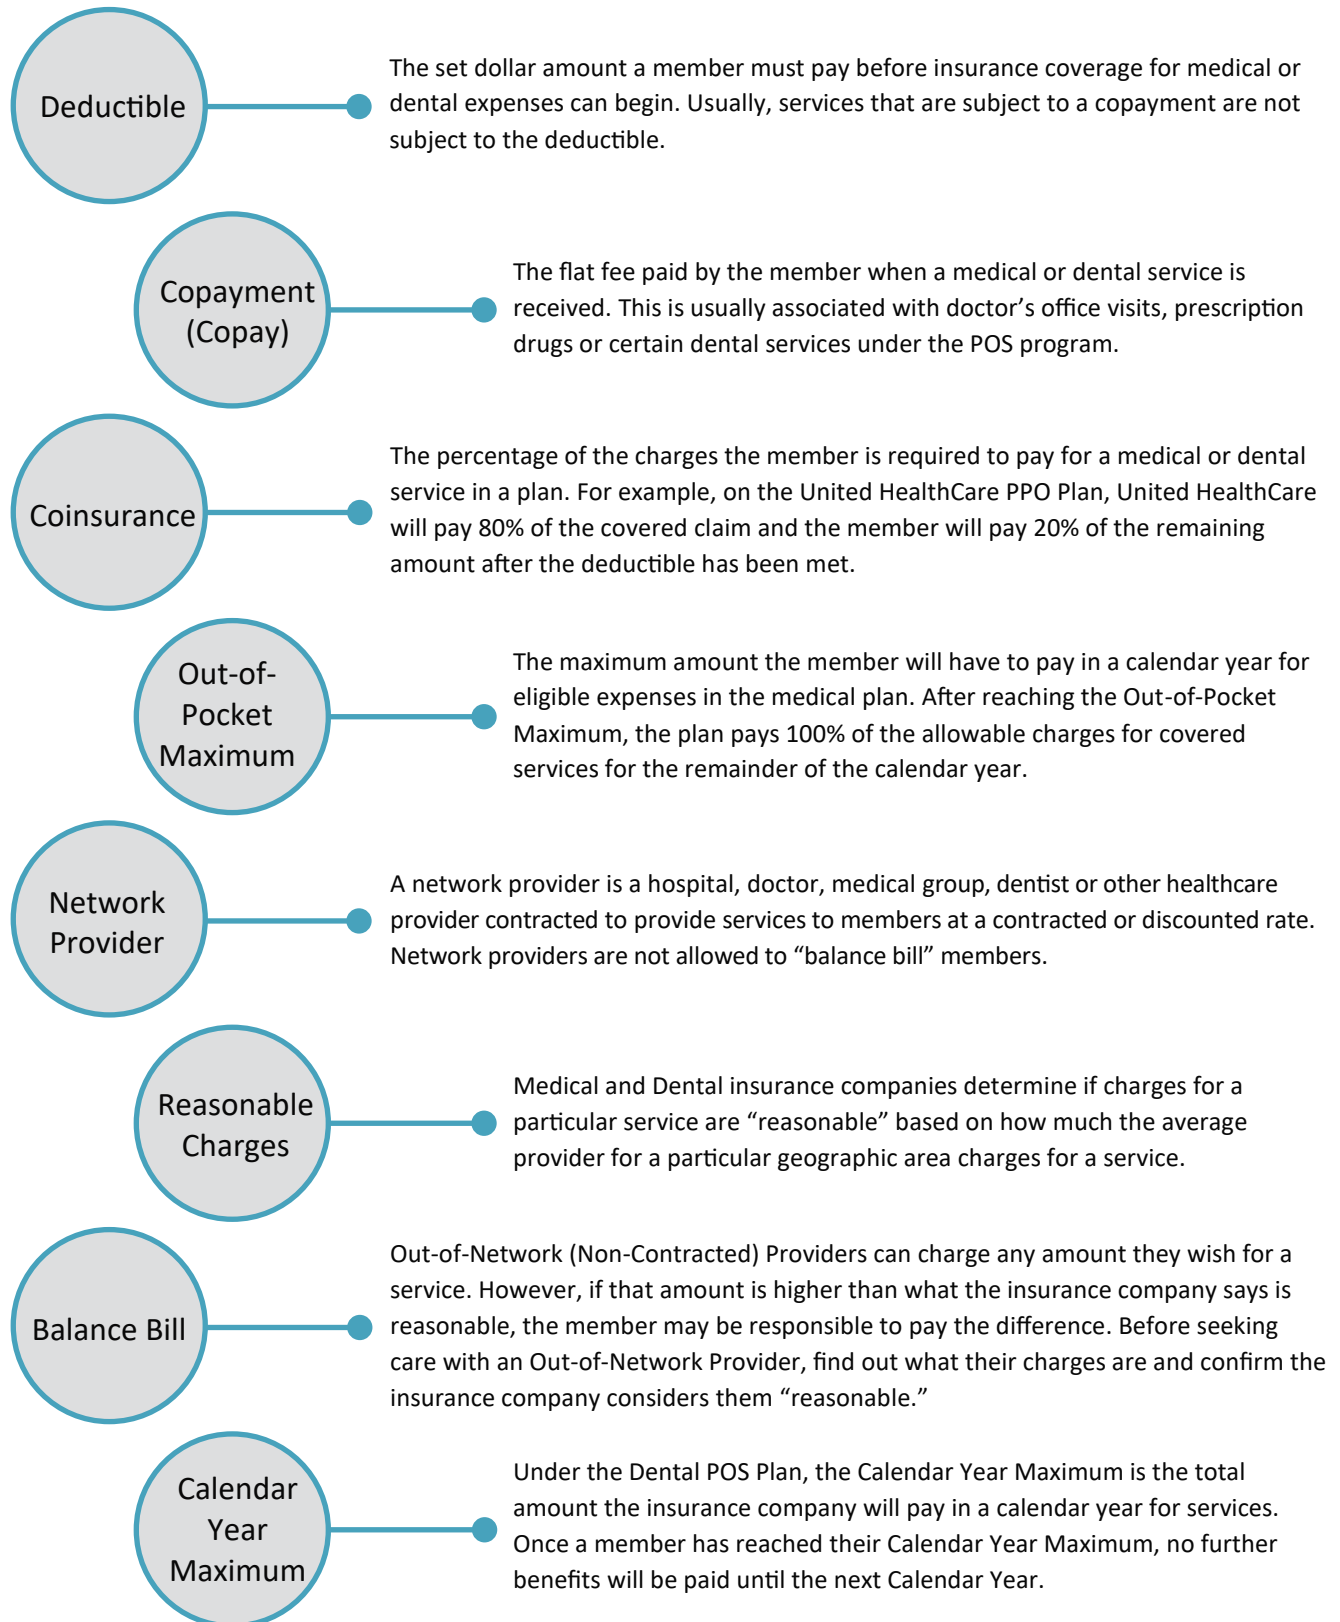 Deductible
The set dollar amount a member must pay before insurance coverage for medical or
dental expenses can begin. Usually, services that are subject to a copayment are not
subject to the deductible.
Copayment
(Copay)
The flat fee paid by the member when a medical or dental service is
received. This is usually associated with doctor’s office visits, prescription
drugs or certain dental services under the POS program.
Coinsurance
The percentage of the charges the member is required to pay for a medical or dental
service in a plan. For example, on the United HealthCare PPO Plan, United HealthCare
will pay 80% of the covered claim and the member will pay 20% of the remaining
amount after the deductible has been met.
Out-of-
Pocket
Maximum
The maximum amount the member will have to pay in a calendar year for
eligible expenses in the medical plan. After reaching the Out-of-Pocket
Maximum, the plan pays 100% of the allowable charges for covered
services for the remainder of the calendar year.
Network
Provider
A network provider is a hospital, doctor, medical group, dentist or other healthcare
provider contracted to provide services to members at a contracted or discounted rate.
Network providers are not allowed to “balance bill” members.
Reasonable
Charges
Medical and Dental insurance companies determine if charges for a
particular service are “reasonable” based on how much the average
provider for a particular geographic area charges for a service.
Balance Bill
Out-of-Network (Non-Contracted) Providers can charge any amount they wish for a
service. However, if that amount is higher than what the insurance company says is
reasonable, the member may be responsible to pay the difference. Before seeking
care with an Out-of-Network Provider, find out what their charges are and confirm the
insurance company considers them “reasonable.”
Calendar
Year
Maximum
Under the Dental POS Plan, the Calendar Year Maximum is the total
amount the insurance company will pay in a calendar year for services.
Once a member has reached their Calendar Year Maximum, no further
benefits will be paid until the next Calendar Year.